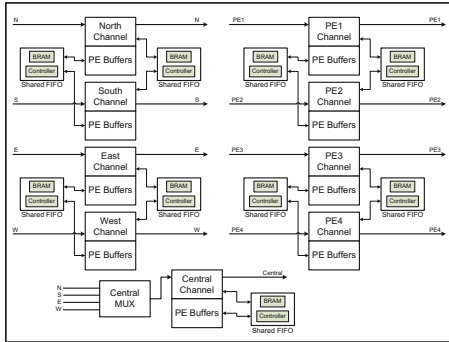 N
North
Channel
N
PE Buffers
BRAM
Controller
Shared FIFO
BRAM
Controller
Shared FIFO
S
South
Channel
S
PE Buffers
PE1
PE1
Channel
PE1
PE Buffers
BRAM
Controller
Shared FIFO
BRAM
Controller
Shared FIFO
PE2
PE2
Channel
PE2
PE Buffers
E
East
Channel
E
PE Buffers
BRAM
Controller
Shared FIFO
BRAM
Controller
Shared FIFO
W
West
Channel
W
PE Buffers
PE3
PE3
Channel
PE3
PE Buffers
BRAM
Controller
Shared FIFO
BRAM
Controller
Shared FIFO
PE4
PE4
Channel
PE4
PE Buffers
N
S
E
W
Central
MUX
Central
Channel
Central
PE Buffers
BRAM
Controller
Shared FIFO